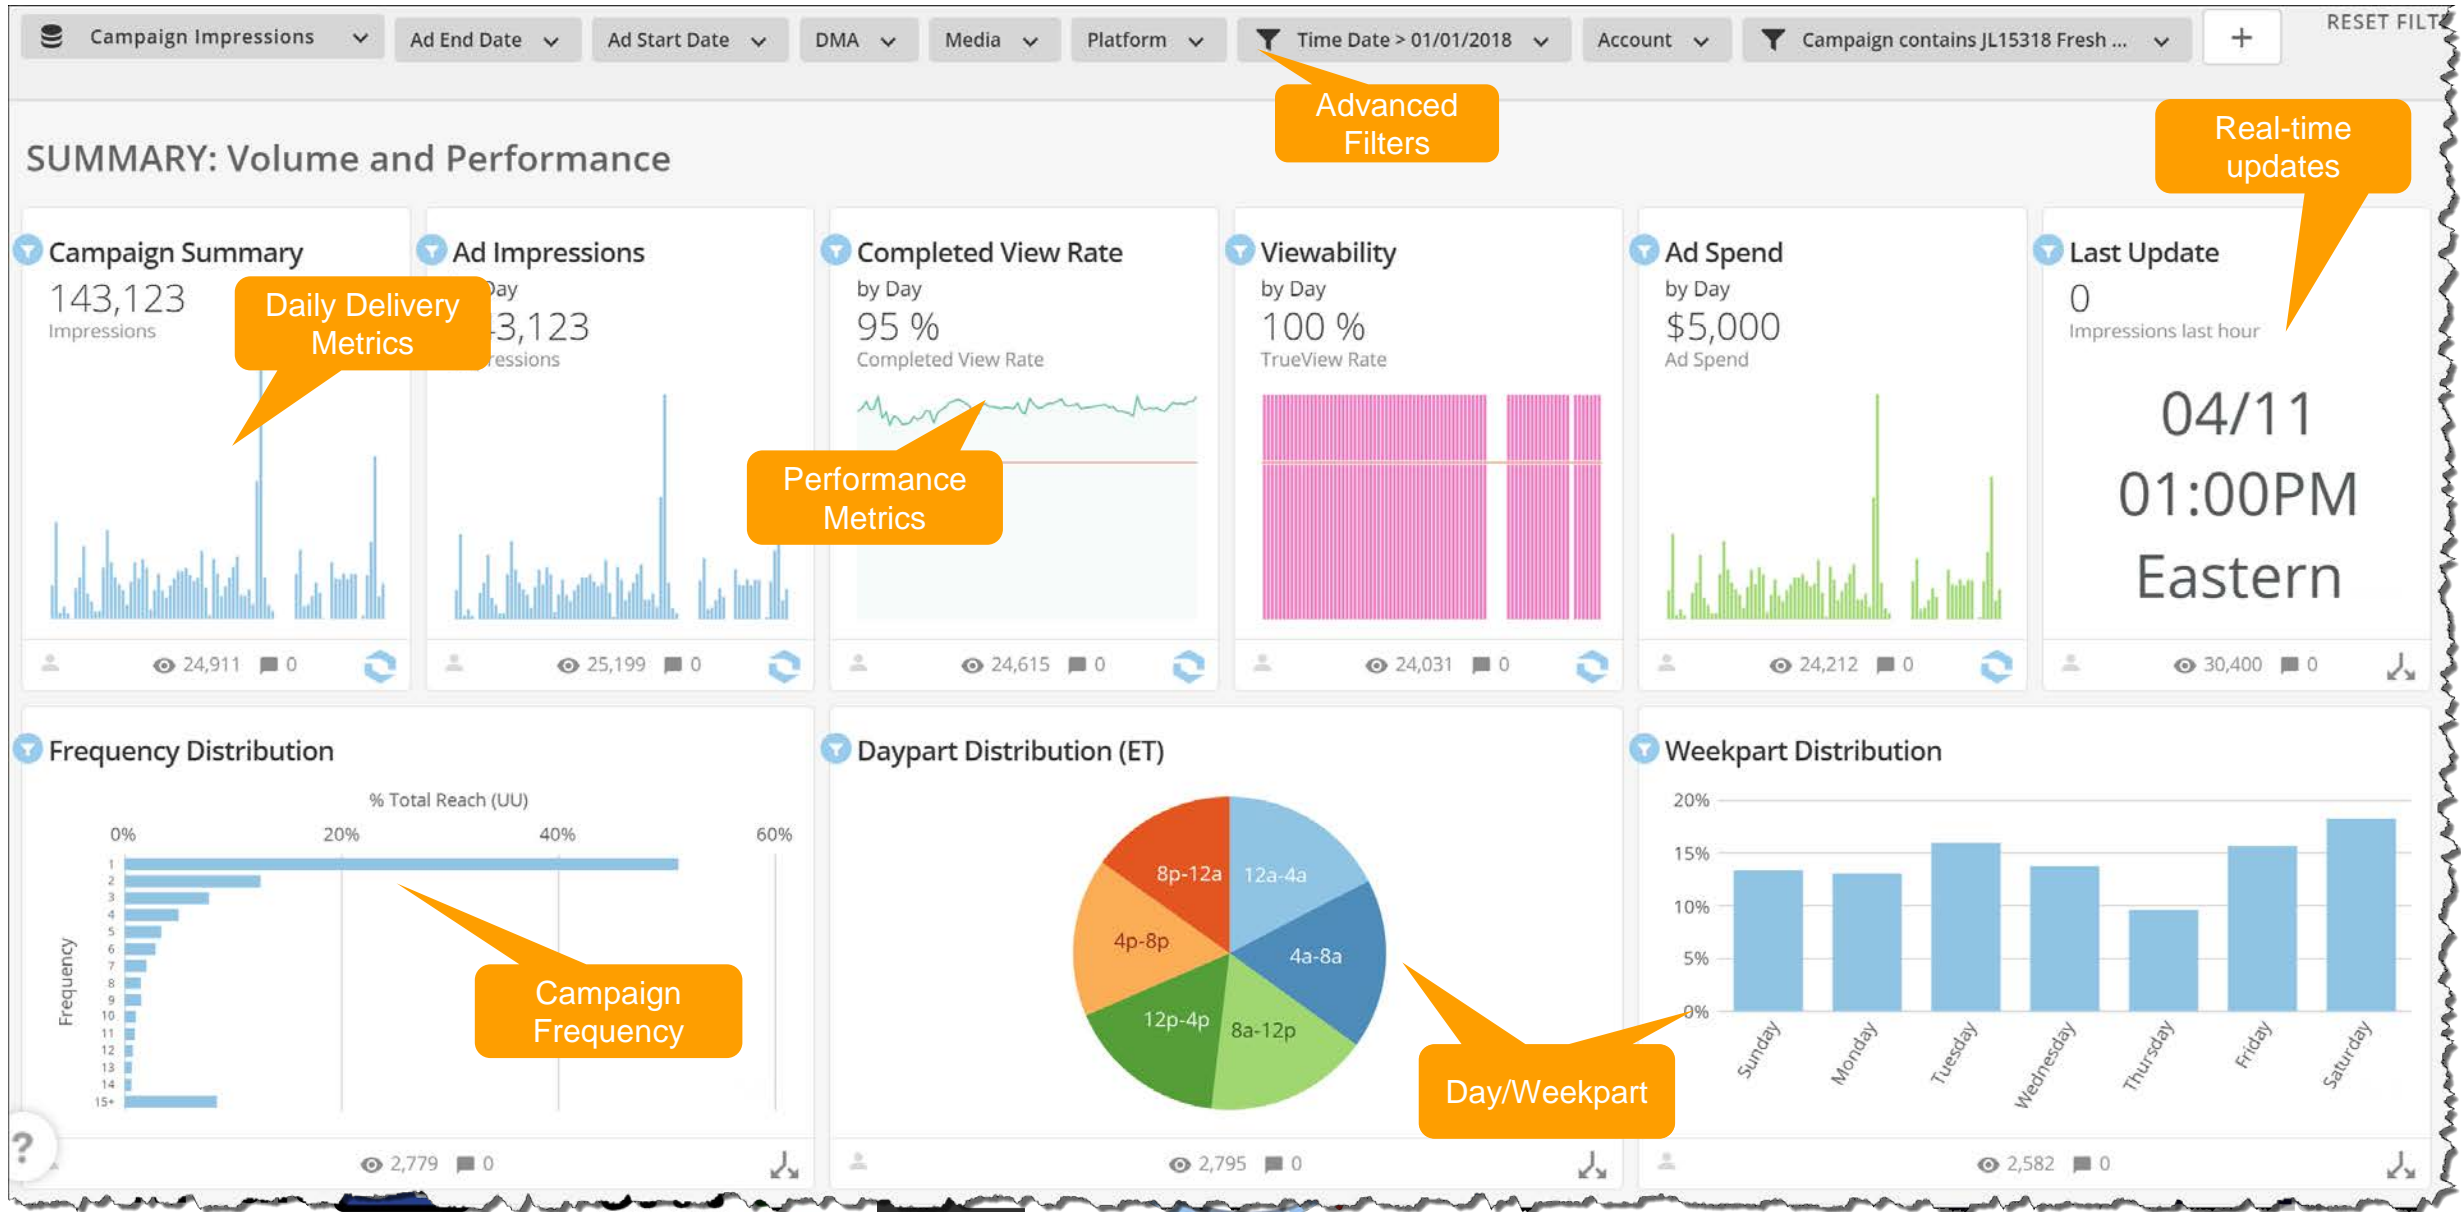 Campaign Impressions
Ad End Date
Ad Start Date
DMA
Media
Platform
Time Date > 01/01/2018
Account
Campaign contains JL15318 Fresh ...
+
RESET FILT
Advanced
Filters
Real-time
updates
SUMMARY: Volume and Performance
Campaign Summary
143,123
Impressions
Daily Delivery
Metrics
24,911
0
Ad Impressions
Day
3,123
ressions
25,199
0
Completed View Rate
by Day
95 %
Completed View Rate
Performance
Metrics
24,615
0
Viewability
by Day
100 %
TrueView Rate
24,031
0
Ad Spend
by Day
$5,000
Ad Spend
24,212
0
Last Update
0
Impressions last hour
04/11
01:00PM
Eastern
30,400
0
Frequency Distribution
% Total Reach (UU)
0%
20%
40%
60%
Frequency
1
2
3
4
5
6
7
8
9
10
11
12
13
14
15+
Campaign
Frequency
?
2,779
0
Daypart Distribution (ET)
8p-12a
12a-4a
4p-8p
4a-8a
12p-4p
8a-12p
Day/Weekpart
2,795
0
Weekpart Distribution
20%
15%
10%
5%
0%
Sunday
Monday
Tuesday
Wednesday
Thursday
Friday
Saturday
2,582
0